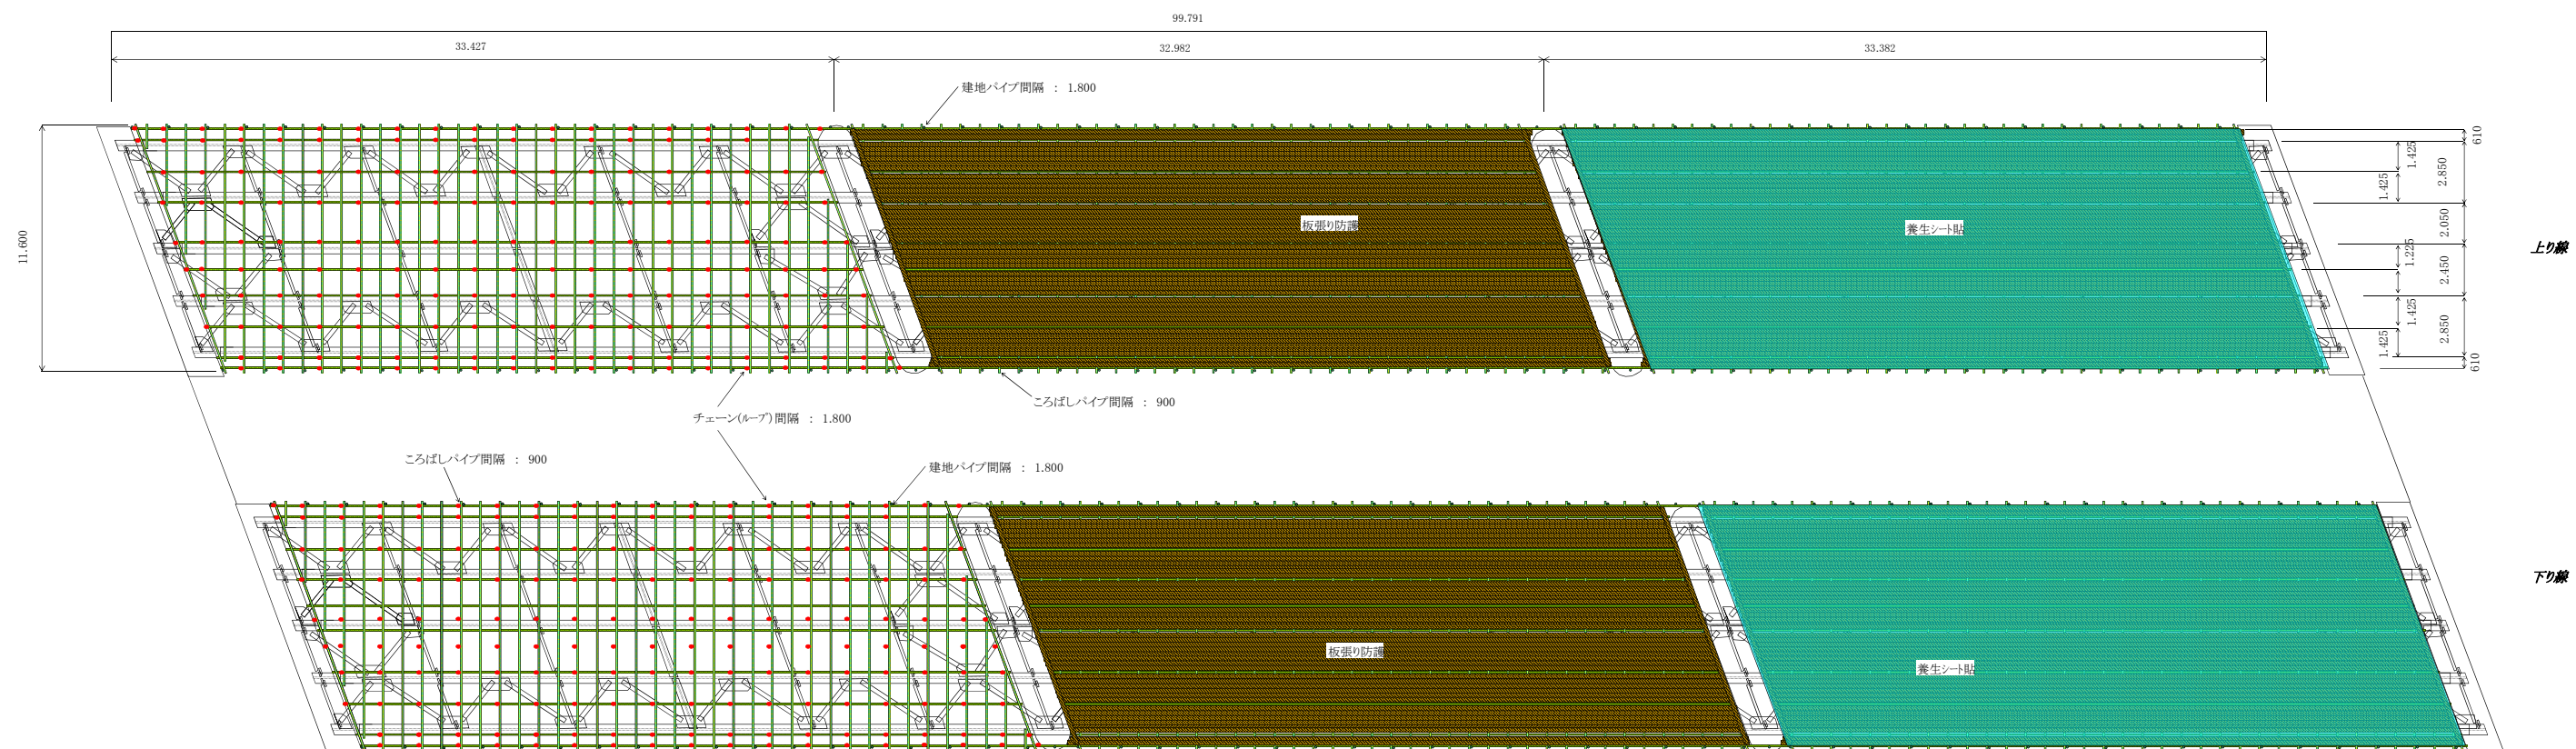 99.791
33.427
32.982
33.382
建地パイプ間隔 : 1.800
11.600
板張り防護
養生シート貼
610
1.425
2.850
1.425
2.050
1.225
2.450
1.425
2.850
1.425
610
上り線
ころばしパイプ間隔 : 900
チェーン(ループ)間隔 : 1.800
ころばしパイプ間隔 : 900
建地パイプ間隔 : 1.800
板張り防護
養生シート貼
下り線